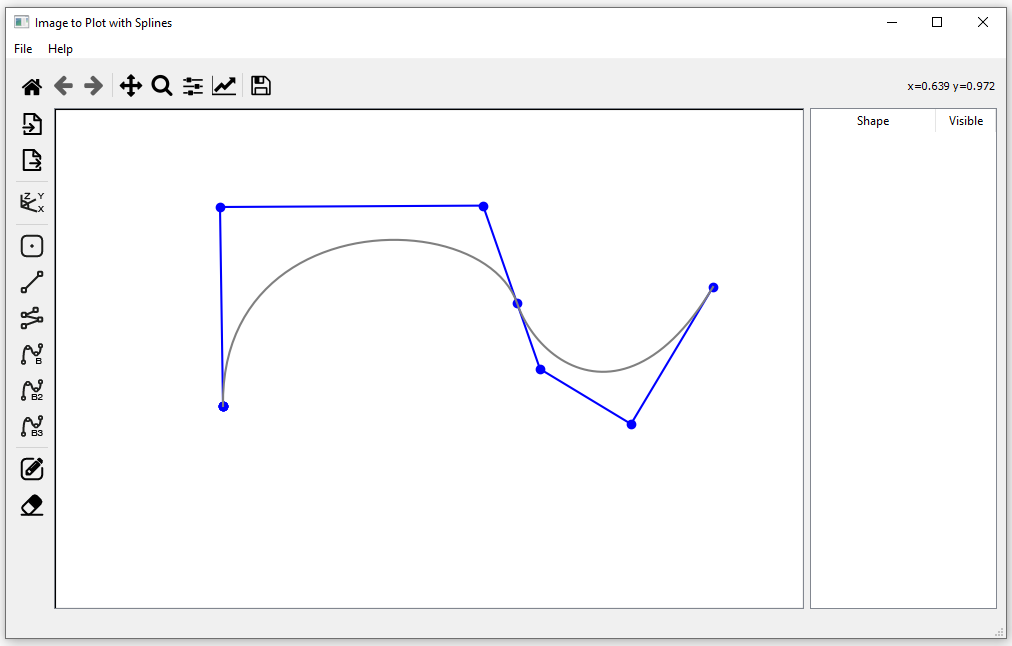 Image to Plot with Splines
File Help
x=0.639 y=0.972
Shape Visible
Z Y
X
B
B2
B3